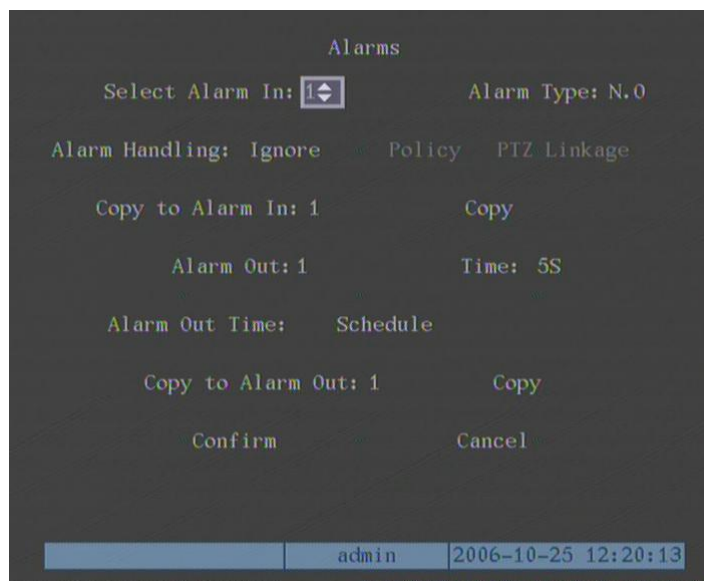 Alarms
Select Alarm In: 1 Alarm Type: N.O
Alarm Handling: Ignore Policy PTZ Linkage
Copy to Alarm In: 1 Copy
Alarm Out: 1 Time: 5S
Alarm Out Time: Schedule
Copy to Alarm Out: 1 Copy
Confirm Cancel
admin 2006-10-25 12:20:13